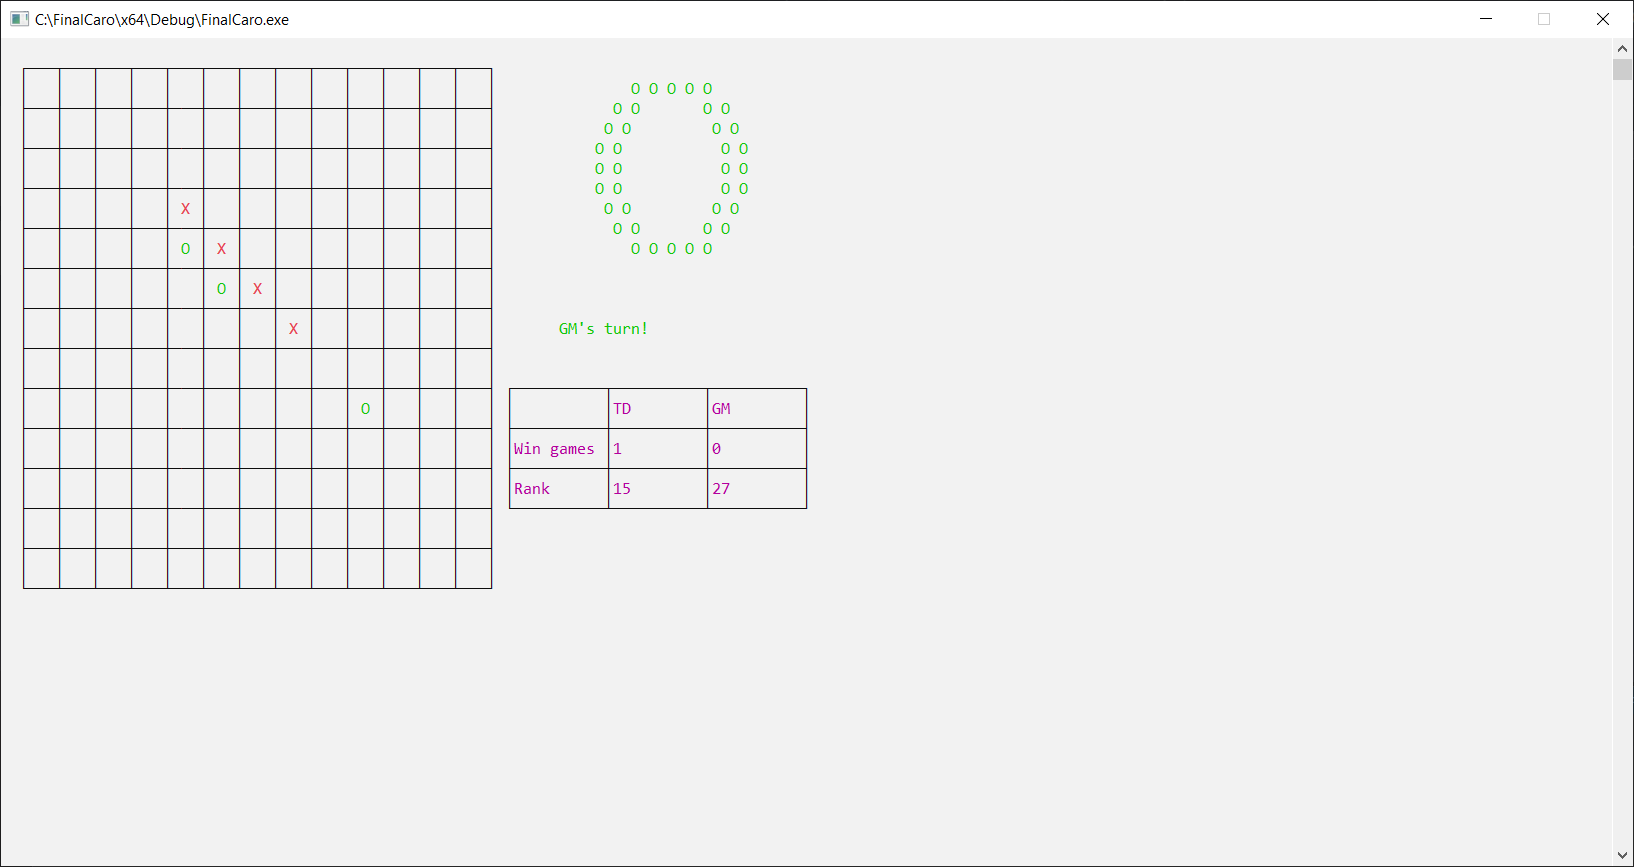 C:\FinalCaro\x64\Debug\FinalCaro.exe
X
O X
O X
X
O
O O O O O
O O O O
O O O O
O O O O
O O O O
O O O O
O O O O
O O O O
O O O O O
GM's turn!
TD GM
Win games 1 0
Rank 15 27